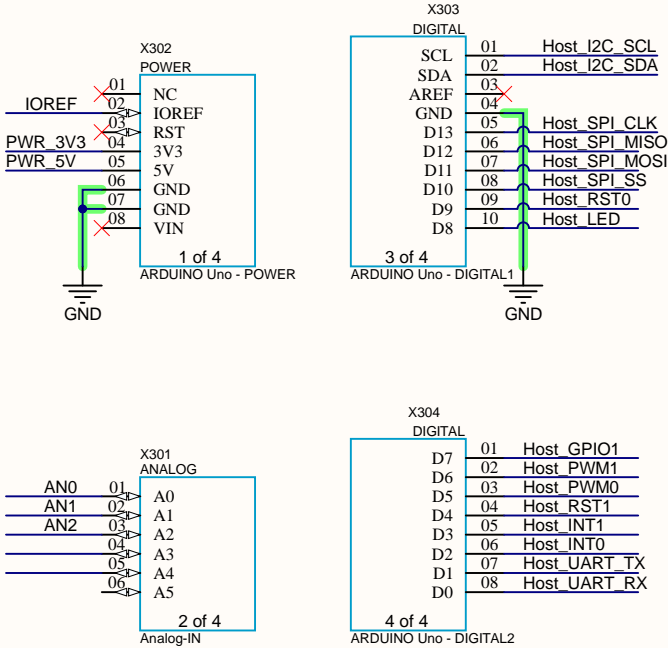 X302
POWER
01 NC
IOREF 02 IOREF
03 RST
PWR_3V3 04 3V3
PWR_5V 05 5V
06 GND
07 GND
08 VIN
1 of 4
ARDUINO Uno - POWER
GND
X303
DIGITAL
SCL 01 Host_I2C_SCL
SDA 02 Host_I2C_SDA
AREF 03
GND 04
D13 05 Host_SPI_CLK
D12 06 Host_SPI_MISO
D11 07 Host_SPI_MOSI
D10 08 Host_SPI_SS
D9 09 Host_RST0
D8 10 Host_LED
3 of 4
ARDUINO Uno - DIGITAL1
GND
X301
ANALOG
AN0 01 A0
AN1 02 A1
AN2 03 A2
04 A3
05 A4
06 A5
2 of 4
Analog-IN
X304
DIGITAL
D7 01 Host_GPIO1
D6 02 Host_PWM1
D5 03 Host_PWM0
D4 04 Host_RST1
D3 05 Host_INT1
D2 06 Host_INT0
D1 07 Host_UART_TX
D0 08 Host_UART_RX
4 of 4
ARDUINO Uno - DIGITAL2